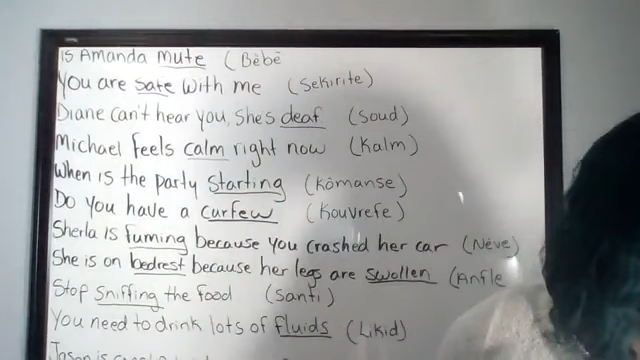 is Amanda mute (Bèbè
You are safe with me (Sekirite)
Diane can't hear you, she's deaf (Soud)
Michael feels calm right now (Kalm)
When is the party starting (Kòmanse)
Do you have a curfew (Kouvrefe)
Sherla is fuming because you crashed her car (Nève)
She is on bedrest because her legs are swollen (Anfle
Stop sniffing the food (Santi)
You need to drink lots of fluids (Likid)
Jason is